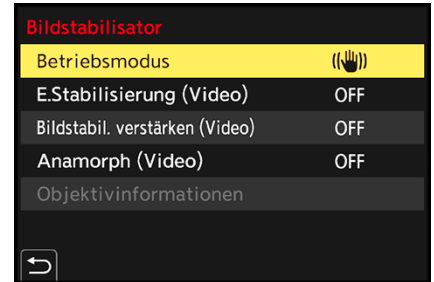 Bildstabilisator
Betriebsmodus
E.Stabilisierung (Video) OFF
Bildstabil. verstärken (Video) OFF
Anamorph (Video) OFF
Objektivinformationen